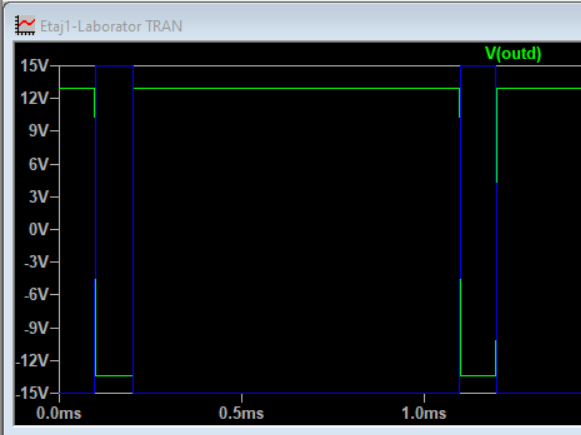 Etaj1-Laborator TRAN
V(outd)
15V
12V
9V
6V
3V
0V
-3V
-6V
-9V
-12V
-15V
0.0ms 0.5ms 1.0ms